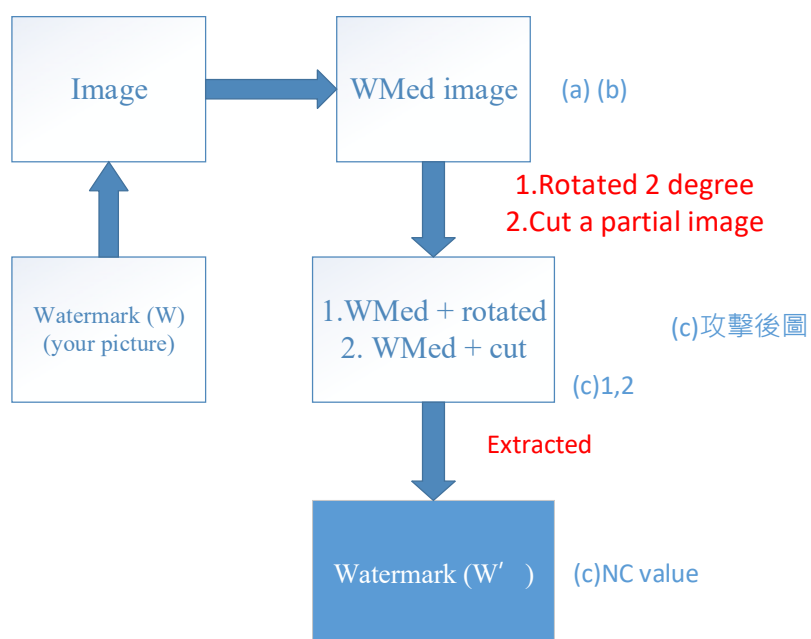 Image
WMed image
(a) (b)
1.Rotated 2 degree
2.Cut a partial image
Watermark (W)
(your picture)
1.WMed + rotated
2. WMed + cut
(c)攻擊後圖
(c)1,2
Extracted
Watermark (W′ )
(c)NC value